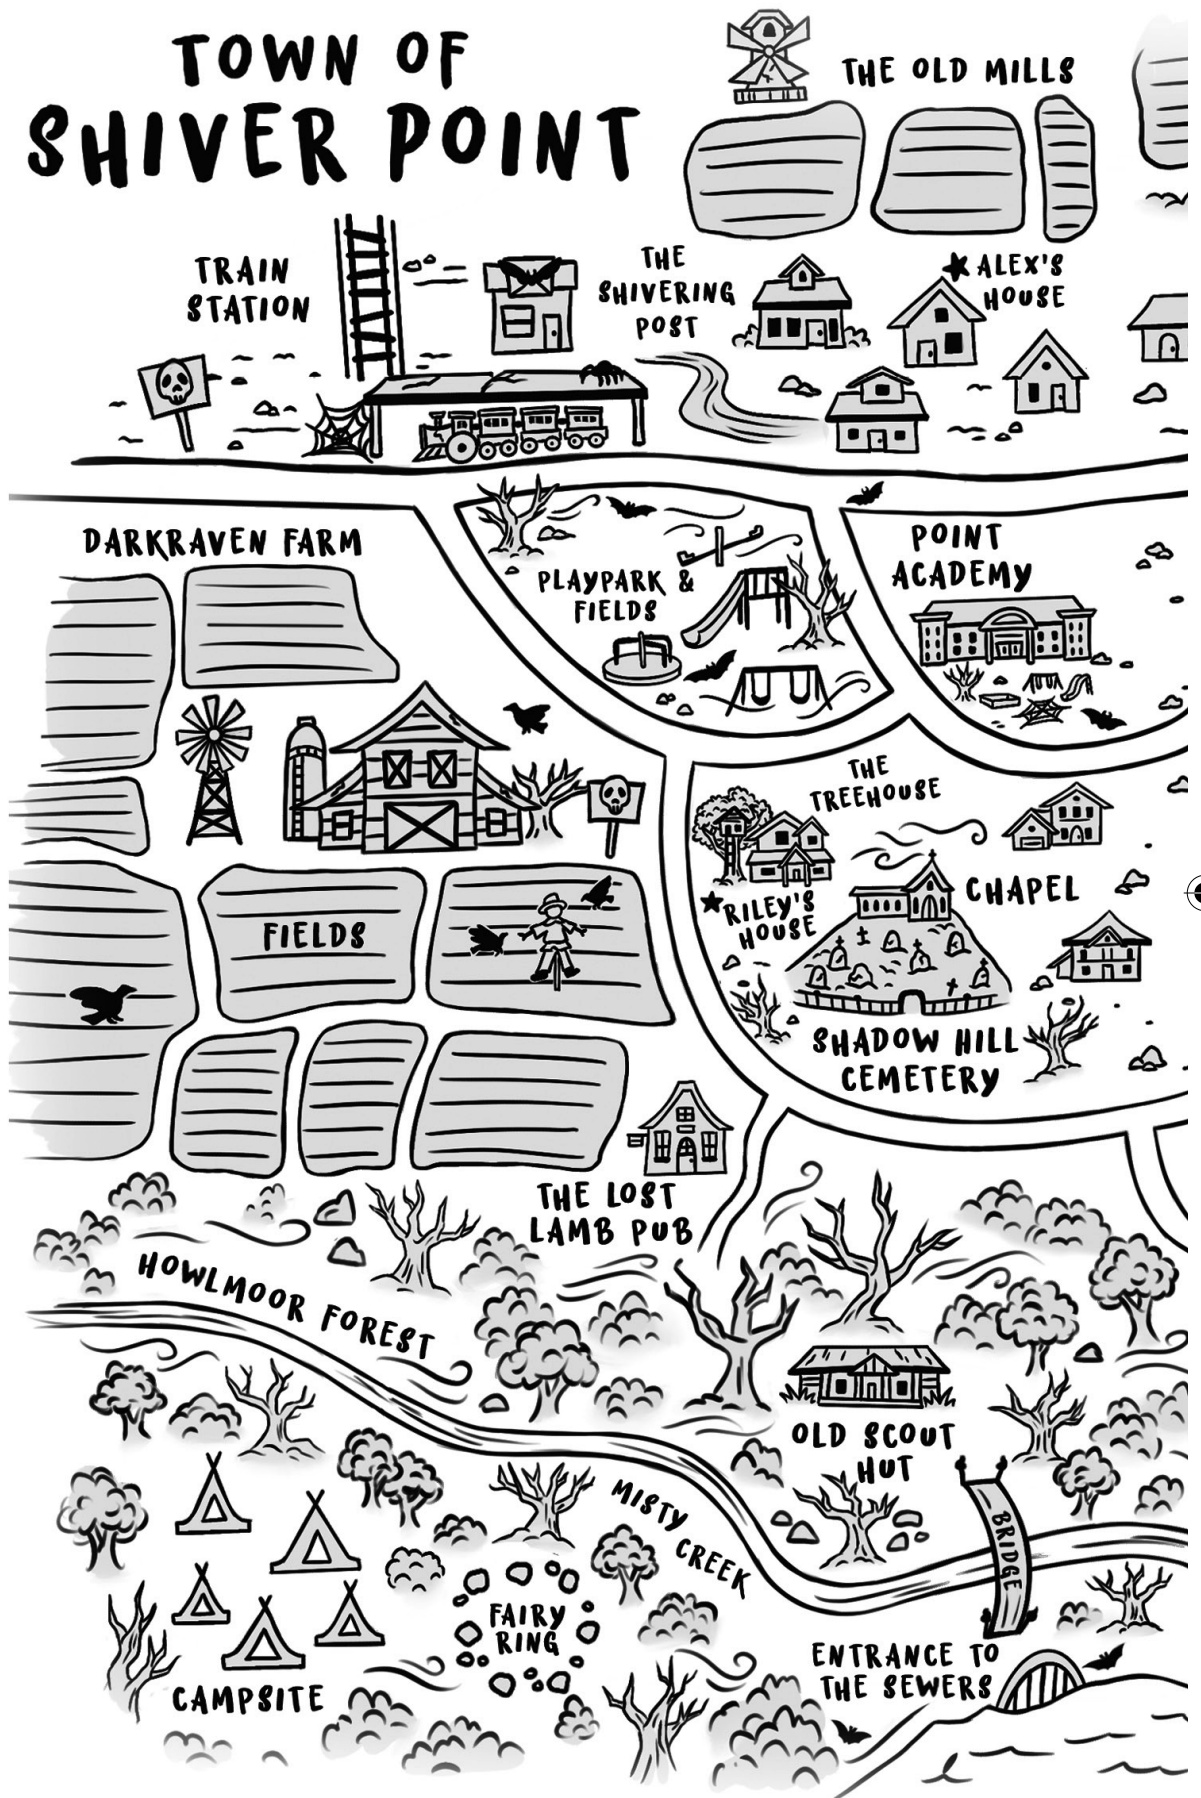 TOWN OF
SHIVER POINT
THE OLD MILLS
TRAIN
STATION
THE
SHIVERING
POST
ALEX'S
HOUSE
DARKRAVEN FARM
PLAYPARK &
FIELDS
POINT
ACADEMY
THE
TREEHOUSE
RILEY'S
HOUSE
CHAPEL
FIELDS
SHADOW HILL
CEMETERY
THE LOST
LAMB PUB
HOWLMOOR FOREST
OLD SCOUT
HUT
MISTY CREEK
BRIDGE
FAIRY
RING
ENTRANCE TO
THE SEWERS
CAMPSITE